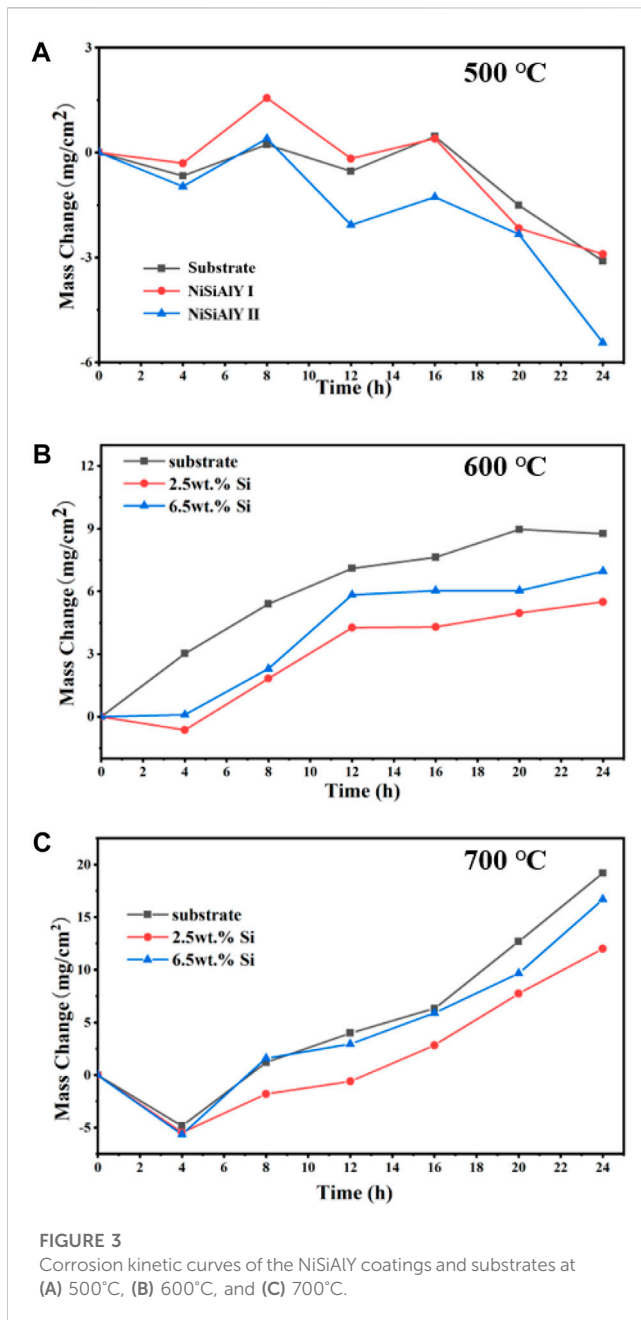 A
500 °C
Mass Change (mg/cm²)
3
0
-3
-6
Substrate
NiSiAlY I
NiSiAlY II
0 2 4 6 8 10 12 14 16 18 20 22 24
Time (h)
B
600 °C
Mass Change (mg/cm²)
12
9
6
3
0
substrate
2.5wt.% Si
6.5wt.% Si
0 2 4 6 8 10 12 14 16 18 20 22 24
Time (h)
C
700 °C
Mass Change (mg/cm²)
20
15
10
5
0
-5
substrate
2.5wt.% Si
6.5wt.% Si
0 2 4 6 8 10 12 14 16 18 20 22 24
Time (h)
FIGURE 3
Corrosion kinetic curves of the NiSiAlY coatings and substrates at
(A) 500°C, (B) 600°C, and (C) 700°C.